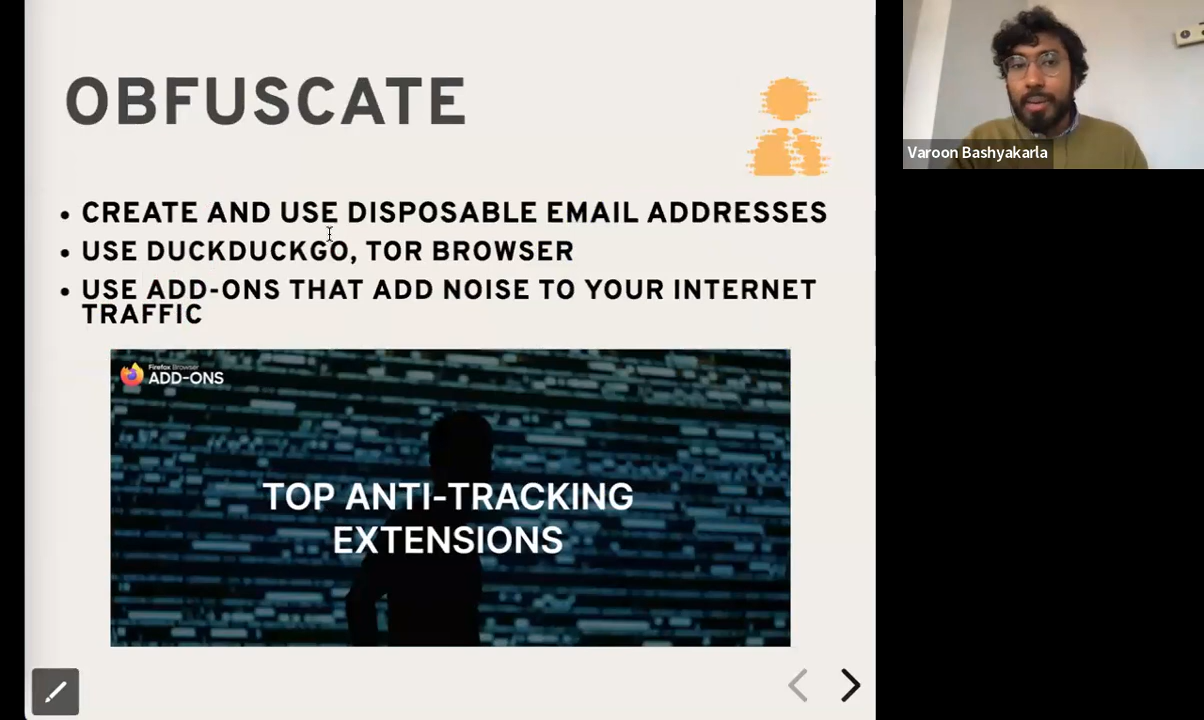 OBFUSCATE
CREATE AND USE DISPOSABLE EMAIL ADDRESSES
USE DUCKDUCKGO, TOR BROWSER
USE ADD-ONS THAT ADD NOISE TO YOUR INTERNET
TRAFFIC
Firefox Browser
ADD-ONS
TOP ANTI-TRACKING
EXTENSIONS
Varoon Bashyakarla